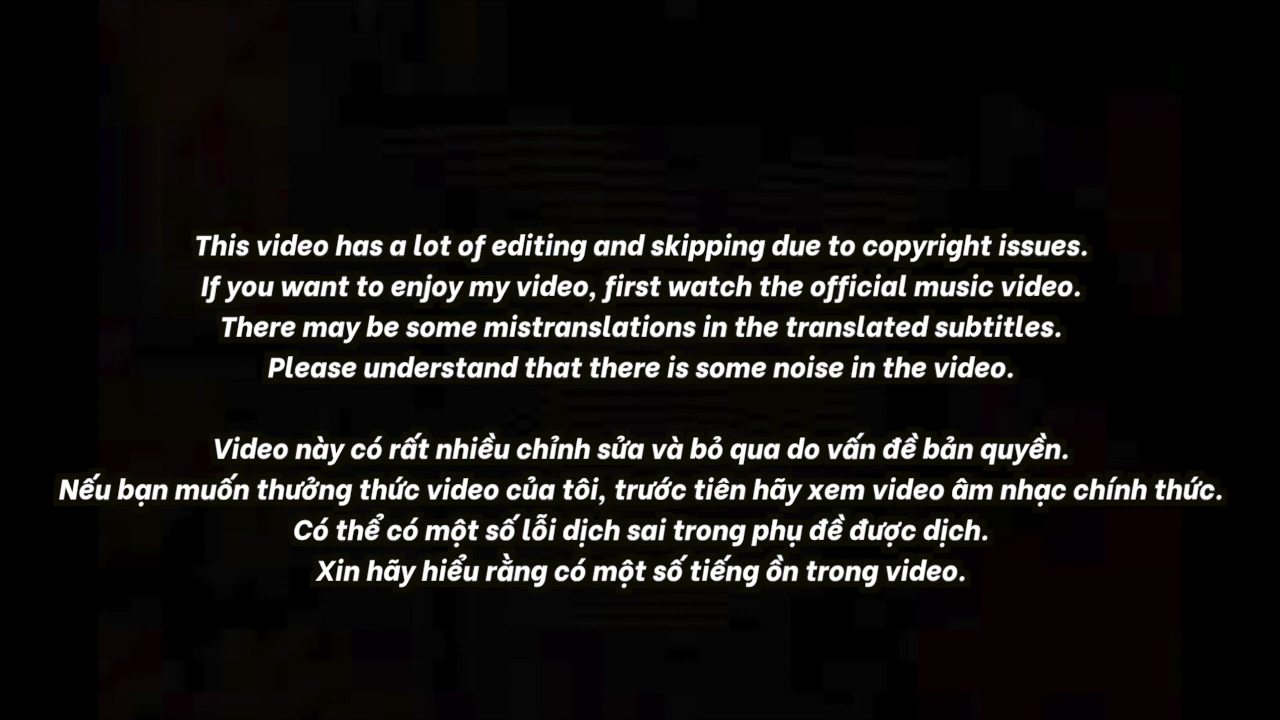 This video has a lot of editing and skipping due to copyright issues.
If you want to enjoy my video, first watch the official music video.
There may be some mistranslations in the translated subtitles.
Please understand that there is some noise in the video.
Video này có rất nhiều chỉnh sửa và bỏ qua do vấn đề bản quyền.
Nếu bạn muốn thưởng thức video của tôi, trước tiên hãy xem video âm nhạc chính thức.
Có thể có một số lỗi dịch sai trong phụ đề được dịch.
Xin hãy hiểu rằng có một số tiếng ồn trong video.